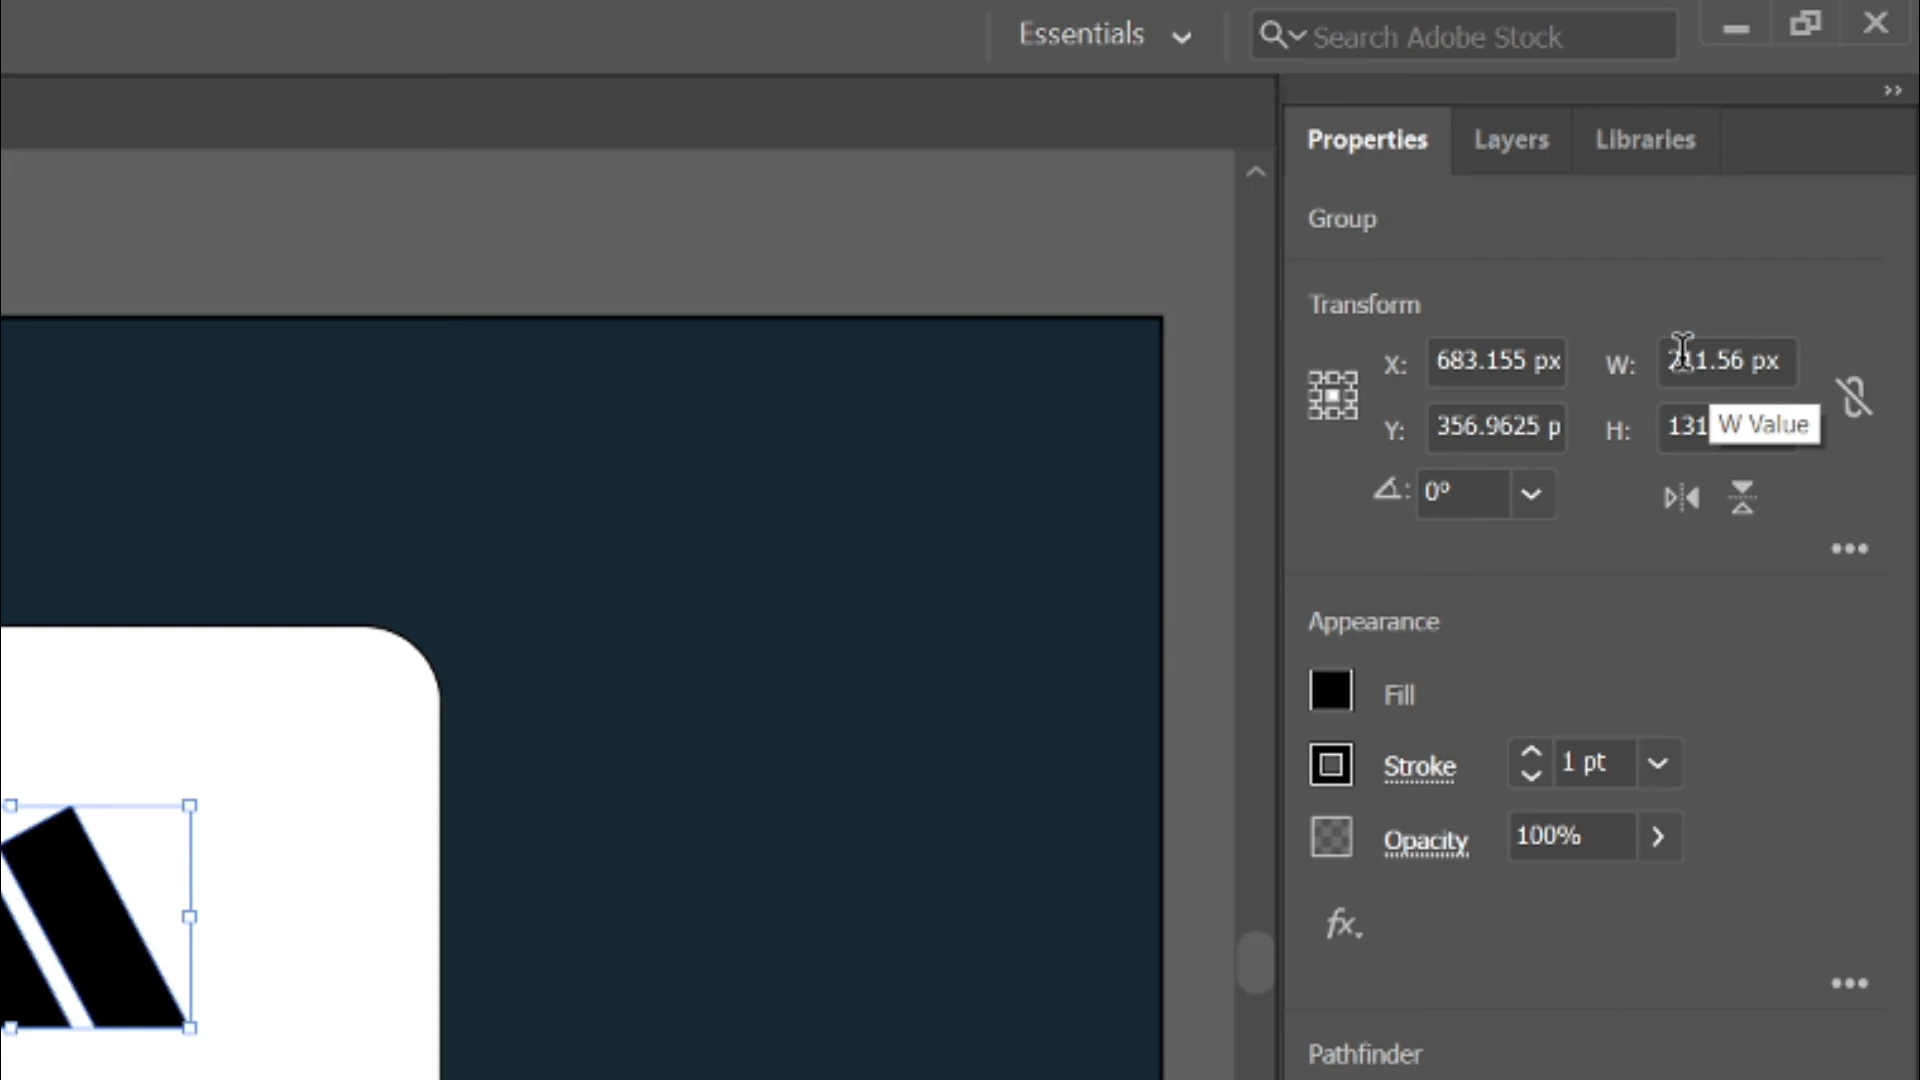 Essentials
Search Adobe Stock
Properties Layers Libraries
Group
Transform
X: 683.155 px W: 211.56 px
Y: 356.9625 p H: 131
W Value
0°
Appearance
Fill
Stroke 1 pt
Opacity 100%
fx.
Pathfinder